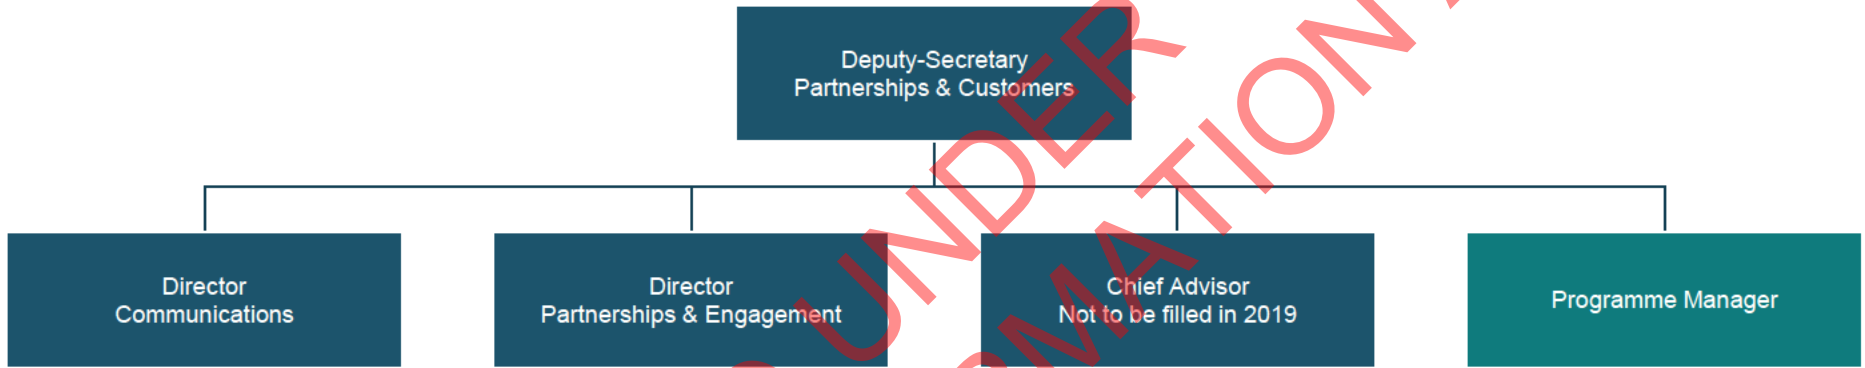 Deputy-Secretary
Partnerships & Customers
Director
Communications
Director
Partnerships & Engagement
Chief Advisor
Not to be filled in 2019
Programme Manager
UNDER